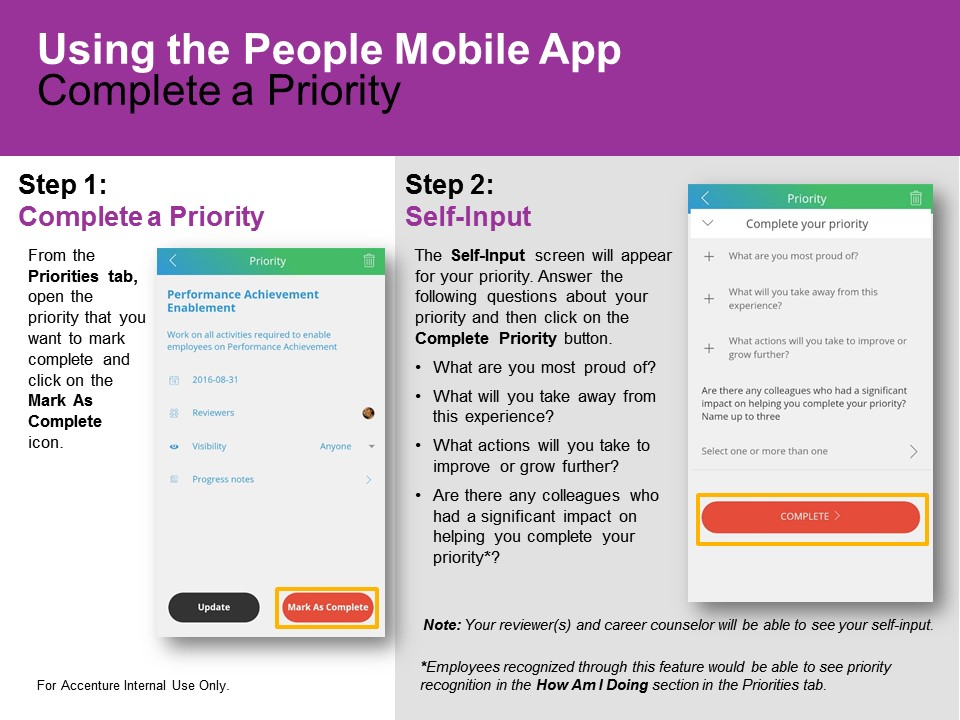 Using the People Mobile App
Complete a Priority
Step 1:
Complete a Priority
From the
Priorities tab,
open the
priority that you
want to mark
complete and
click on the
Mark As
Complete
icon.
Priority
Performance Achievement
Enablement
Work on all activities required to enable
employees on Performance Achievement
2016-08-31
Reviewers
Visibility Anyone
Progress notes
Update Mark As Complete
For Accenture Internal Use Only.
Step 2:
Self-Input
The Self-Input screen will appear
for your priority. Answer the
following questions about your
priority and then click on the
Complete Priority button.
• What are you most proud of?
• What will you take away from
this experience?
• What actions will you take to
improve or grow further?
• Are there any colleagues who
had a significant impact on
helping you complete your
priority*?
Priority
Complete your priority
What are you most proud of?
What will you take away from this
experience?
What actions will you take to improve or
grow further?
Are there any colleagues who had a significant
impact on helping you complete your priority?
Name up to three
Select one or more than one
COMPLETE
Note: Your reviewer(s) and career counselor will be able to see your self-input.
*Employees recognized through this feature would be able to see priority
recognition in the How Am I Doing section in the Priorities tab.